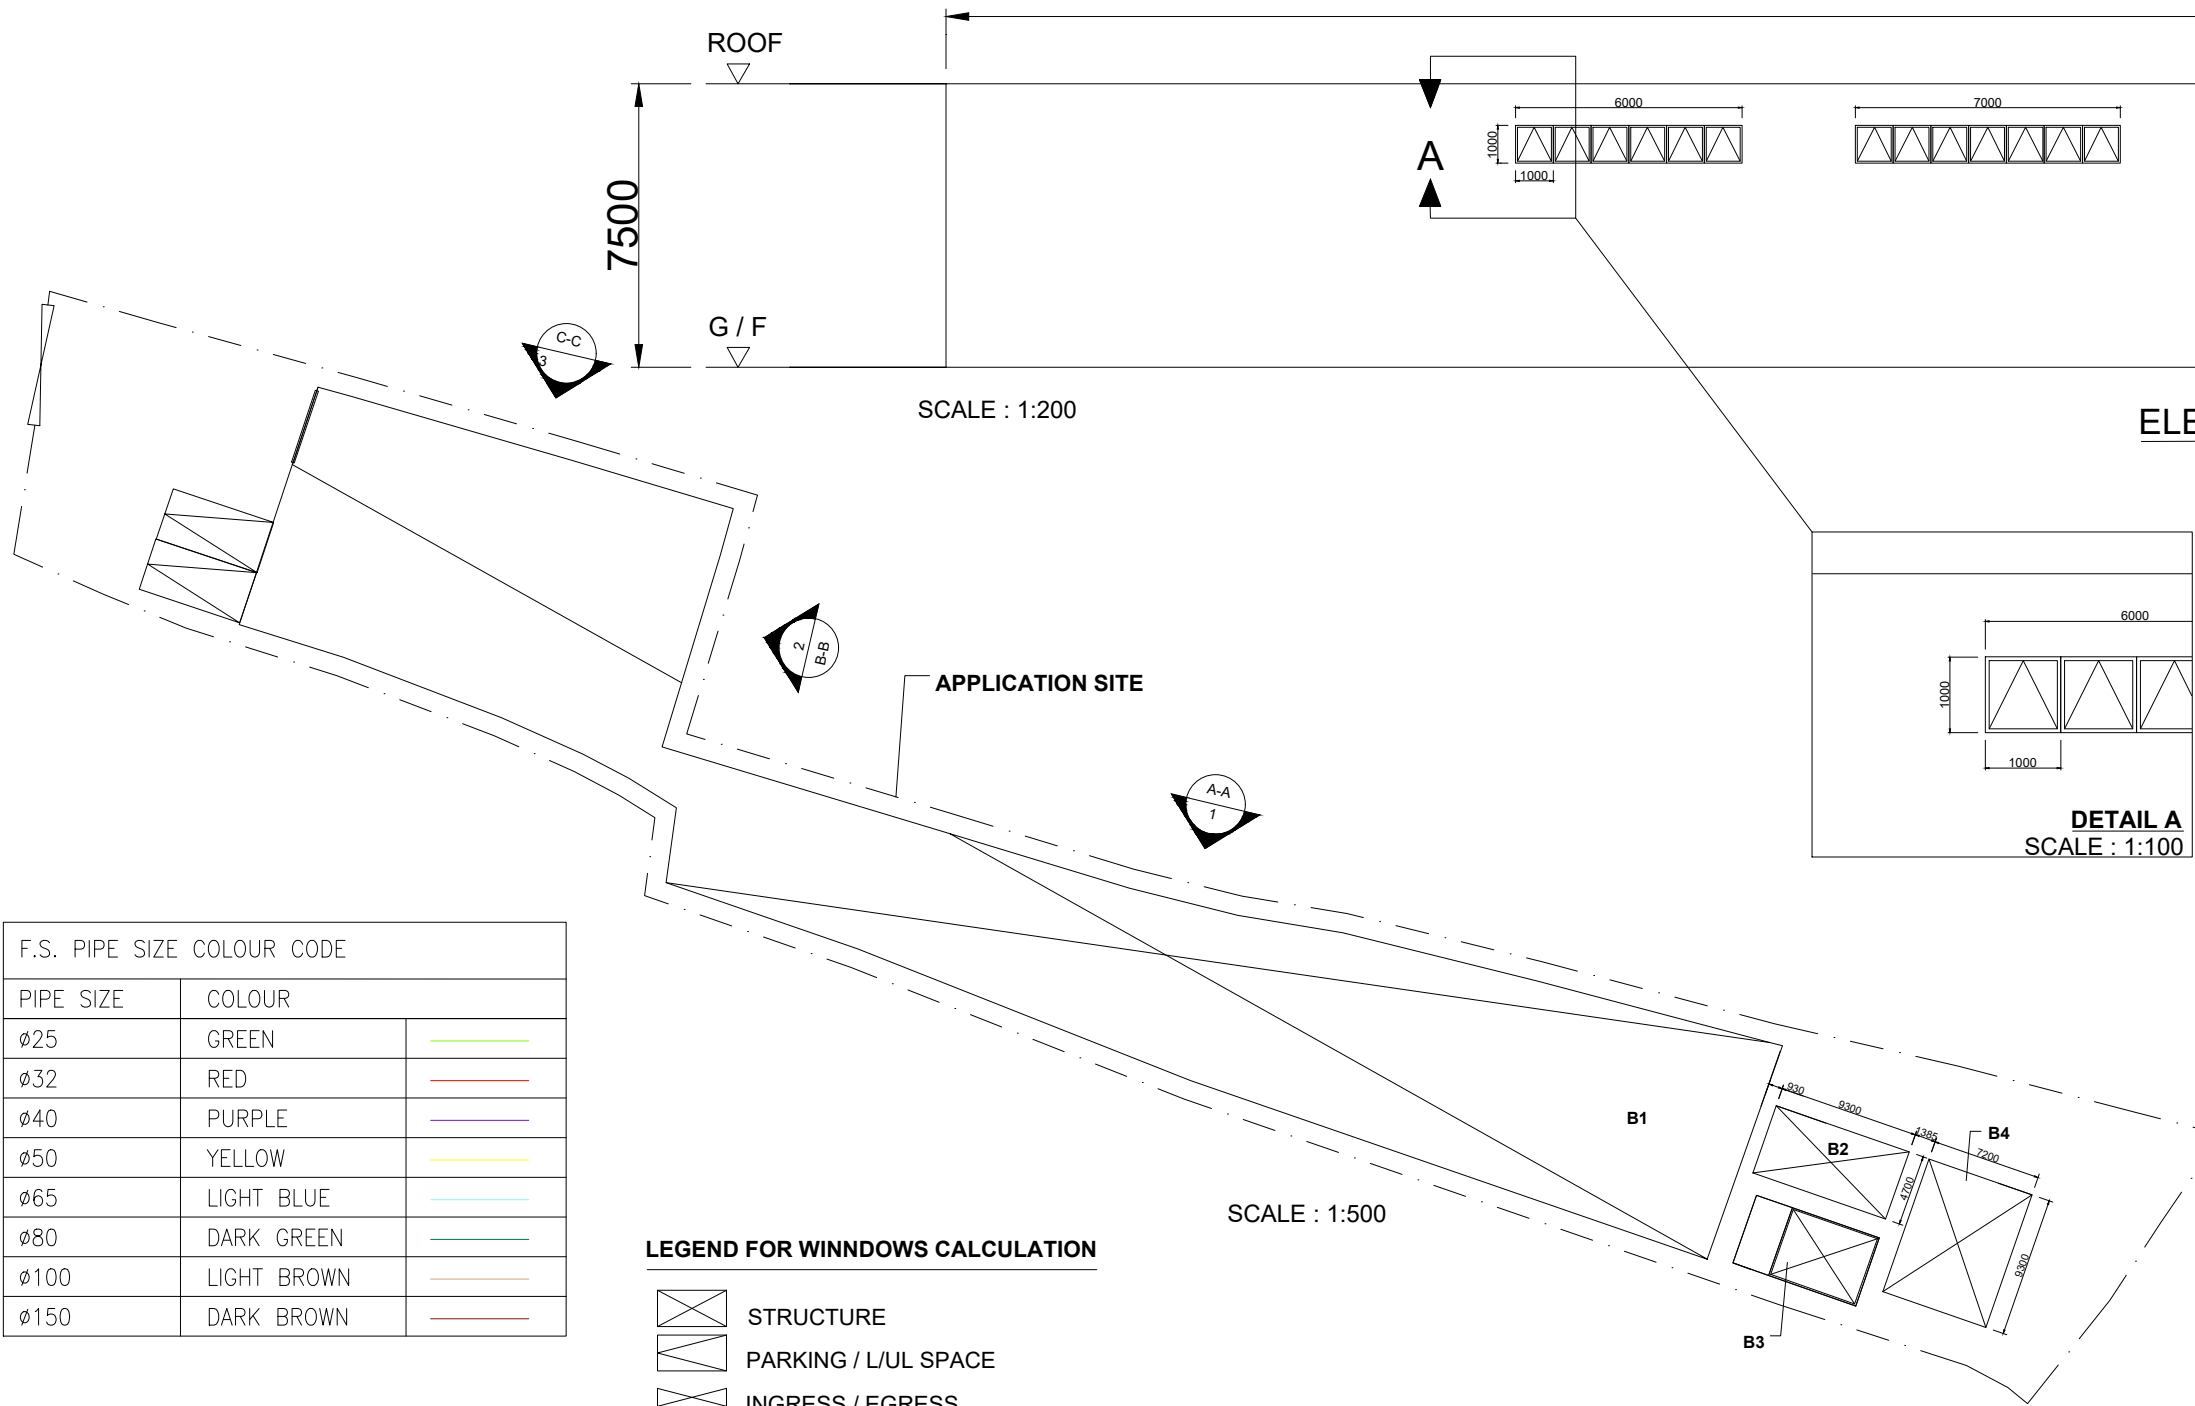 ROOF
7500
G / F
SCALE : 1:200
A
6000
1000
1000
7000
ELE
C-C
3
2
B-B
APPLICATION SITE
A-A
1
6000
1000
1000
DETAIL A
SCALE : 1:100
F.S. PIPE SIZE COLOUR CODE
PIPE SIZE COLOUR
ø25 GREEN
ø32 RED
ø40 PURPLE
ø50 YELLOW
ø65 LIGHT BLUE
ø80 DARK GREEN
ø100 LIGHT BROWN
ø150 DARK BROWN
930
9300
1385
7200
4700
9300
B1
B2
B4
B3
SCALE : 1:500
LEGEND FOR WINNDOWS CALCULATION
STRUCTURE
PARKING / L/UL SPACE
INGRESS / EGRESS